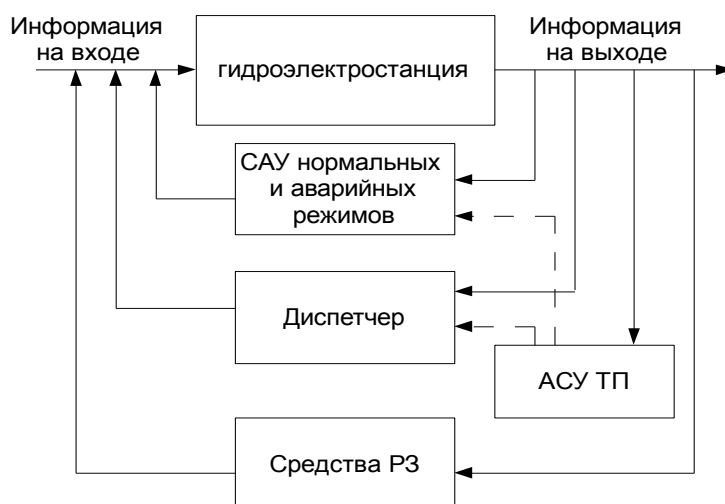 Информация
на входе
гидроэлектростанция
Информация
на выходе
САУ нормальных
и аварийных
режимов
Диспетчер
АСУ ТП
Средства РЗ